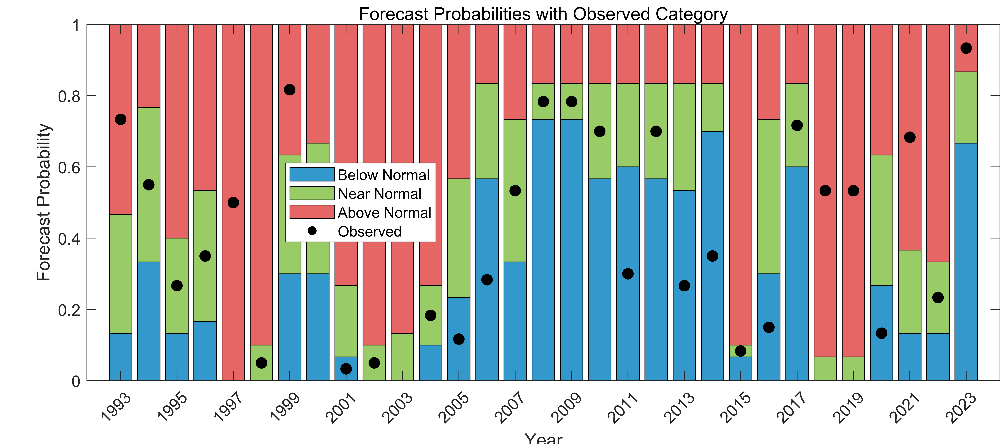 Forecast Probabilities with Observed Category
Forecast Probability
1
0.8
0.6
0.4
0.2
0
Below Normal
Near Normal
Above Normal
Observed
1993 1995 1997 1999 2001 2003 2005 2007 2009 2011 2013 2015 2017 2019 2021 2023
Year